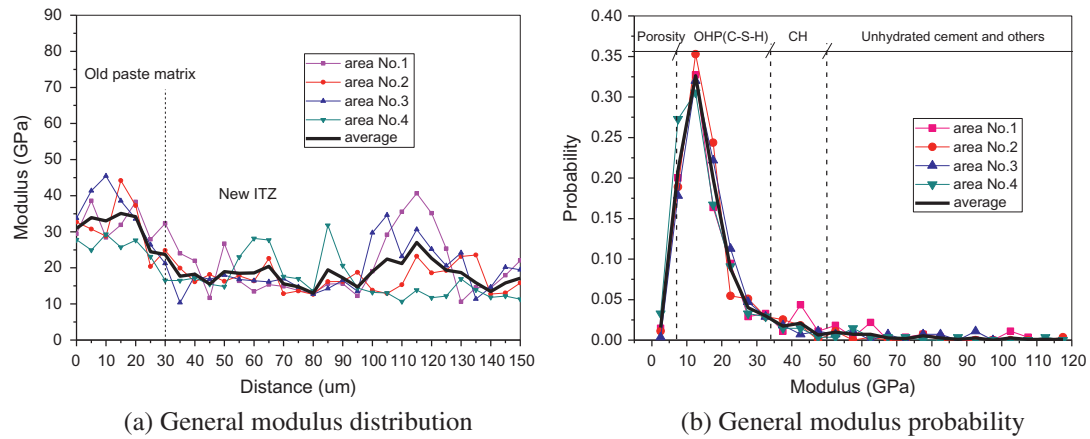 90
80
70
60
50
40
30
20
10
0
Modulus (GPa)
Old paste matrix
New ITZ
area No.1
area No.2
area No.3
area No.4
average
0 10 20 30 40 50 60 70 80 90 100 110 120 130 140 150
Distance (um)
(a) General modulus distribution
0.40
0.35
0.30
0.25
0.20
0.15
0.10
0.05
0.00
Probability
Porosity OHP(C-S-H) CH Unhydrated cement and others
area No.1
area No.2
area No.3
area No.4
average
0 10 20 30 40 50 60 70 80 90 100 110 120
Modulus (GPa)
(b) General modulus probability